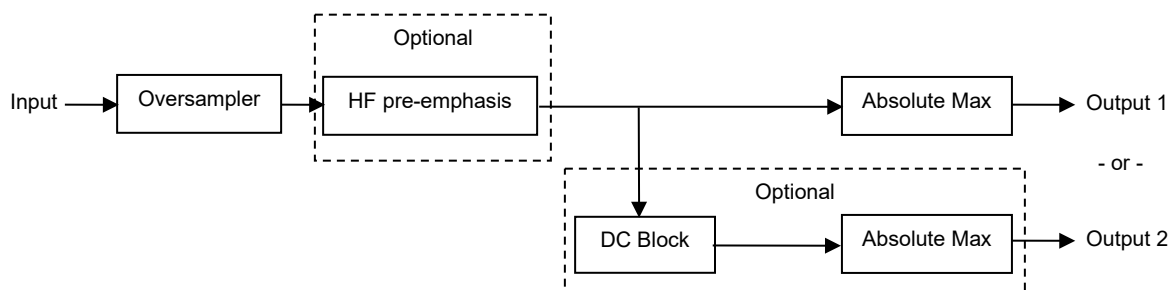 Optional
Input
Oversampler
HF pre-emphasis
Absolute Max
Output 1
- or -
Optional
DC Block
Absolute Max
Output 2